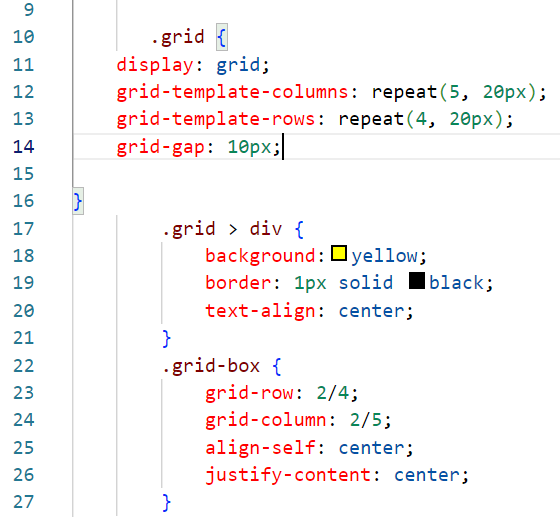 9
10 .grid {
11 display: grid;
12 grid-template-columns: repeat(5, 20px);
13 grid-template-rows: repeat(4, 20px);
14 grid-gap: 10px;
15
16 }
17 .grid > div {
18 background: yellow;
19 border: 1px solid black;
20 text-align: center;
21 }
22 .grid-box {
23 grid-row: 2/4;
24 grid-column: 2/5;
25 align-self: center;
26 justify-content: center;
27 }